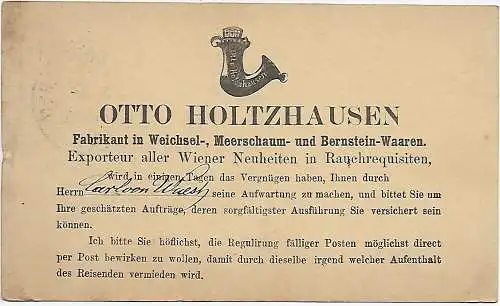 OTTO HOLTZHAUSEN
Fabrikant in Weichsel-, Meerschaum- und Bernstein-Waaren.
Exporteur aller Wiener Neuheiten in Rauchrequisiten,
wird in einigen Tagen das Vergnügen haben, Ihnen durch
Herrn Carl von seine Aufwartung zu machen, und bittet Sie um
Ihre geschätzten Aufträge, deren sorgfältigster Ausführung Sie versichert sein
können.
Ich bitte Sie höflichst, die Regulirung fälliger Posten möglichst direct
per Post bewirken zu wollen, damit durch dieselbe irgend welcher Aufenthalt
des Reisenden vermieden wird.